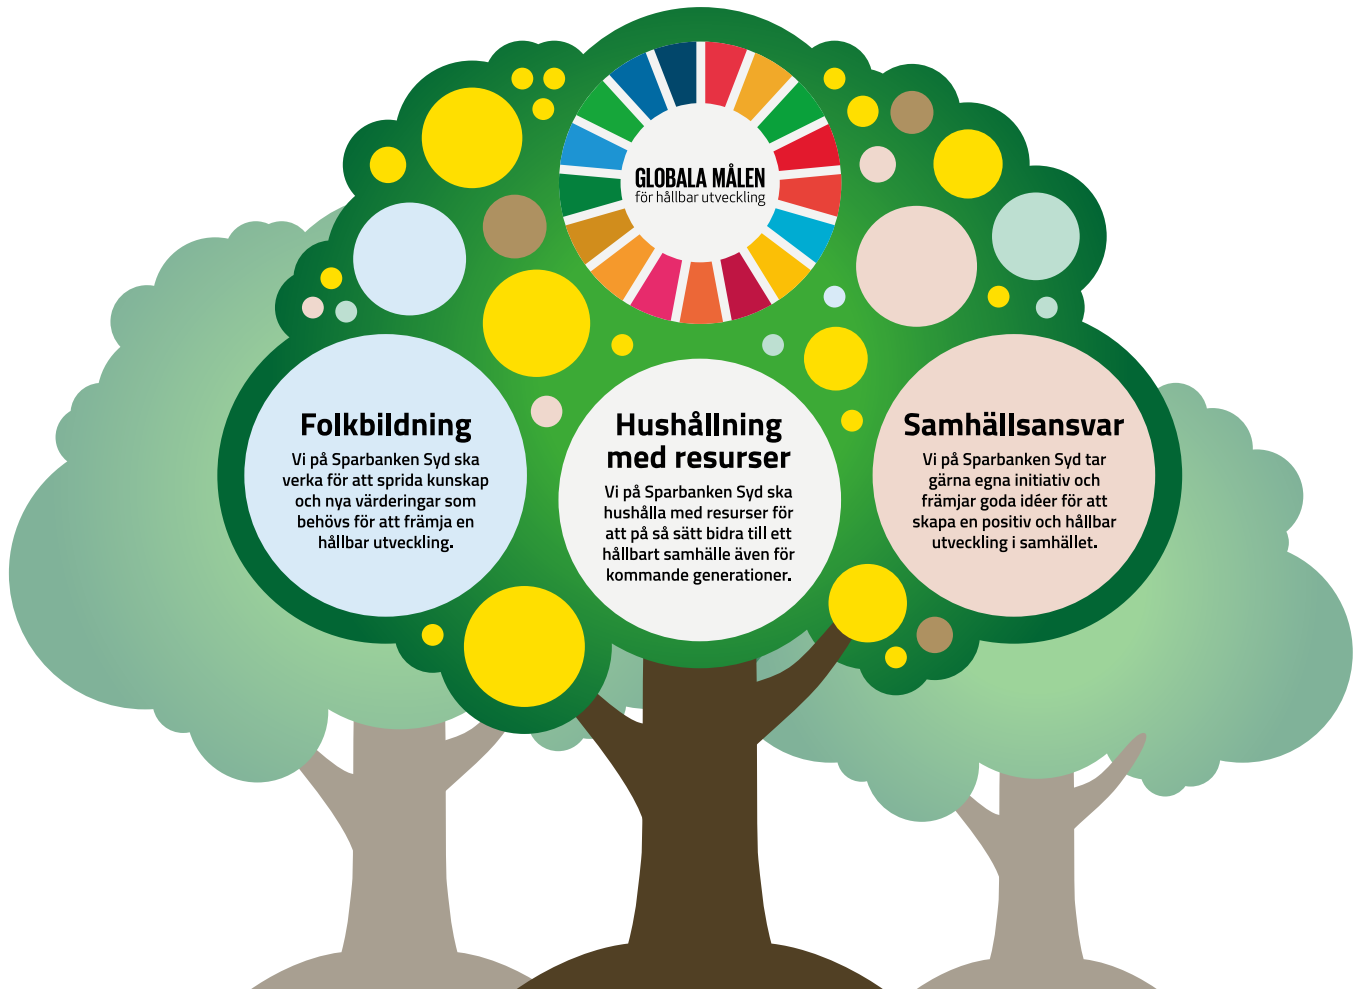 GLOBALA MÅLEN
för hållbar utveckling
Folkbildning
Vi på Sparbanken Syd ska
verka för att sprida kunskap
och nya värderingar som
behövs för att främja en
hållbar utveckling.
Hushållning
med resurser
Vi på Sparbanken Syd ska
hushålla med resurser för
att på så sätt bidra till ett
hållbart samhälle även för
kommande generationer.
Samhällsansvar
Vi på Sparbanken Syd tar
gärna egna initiativ och
främjar goda idéer för att
skapa en positiv och hållbar
utveckling i samhället.